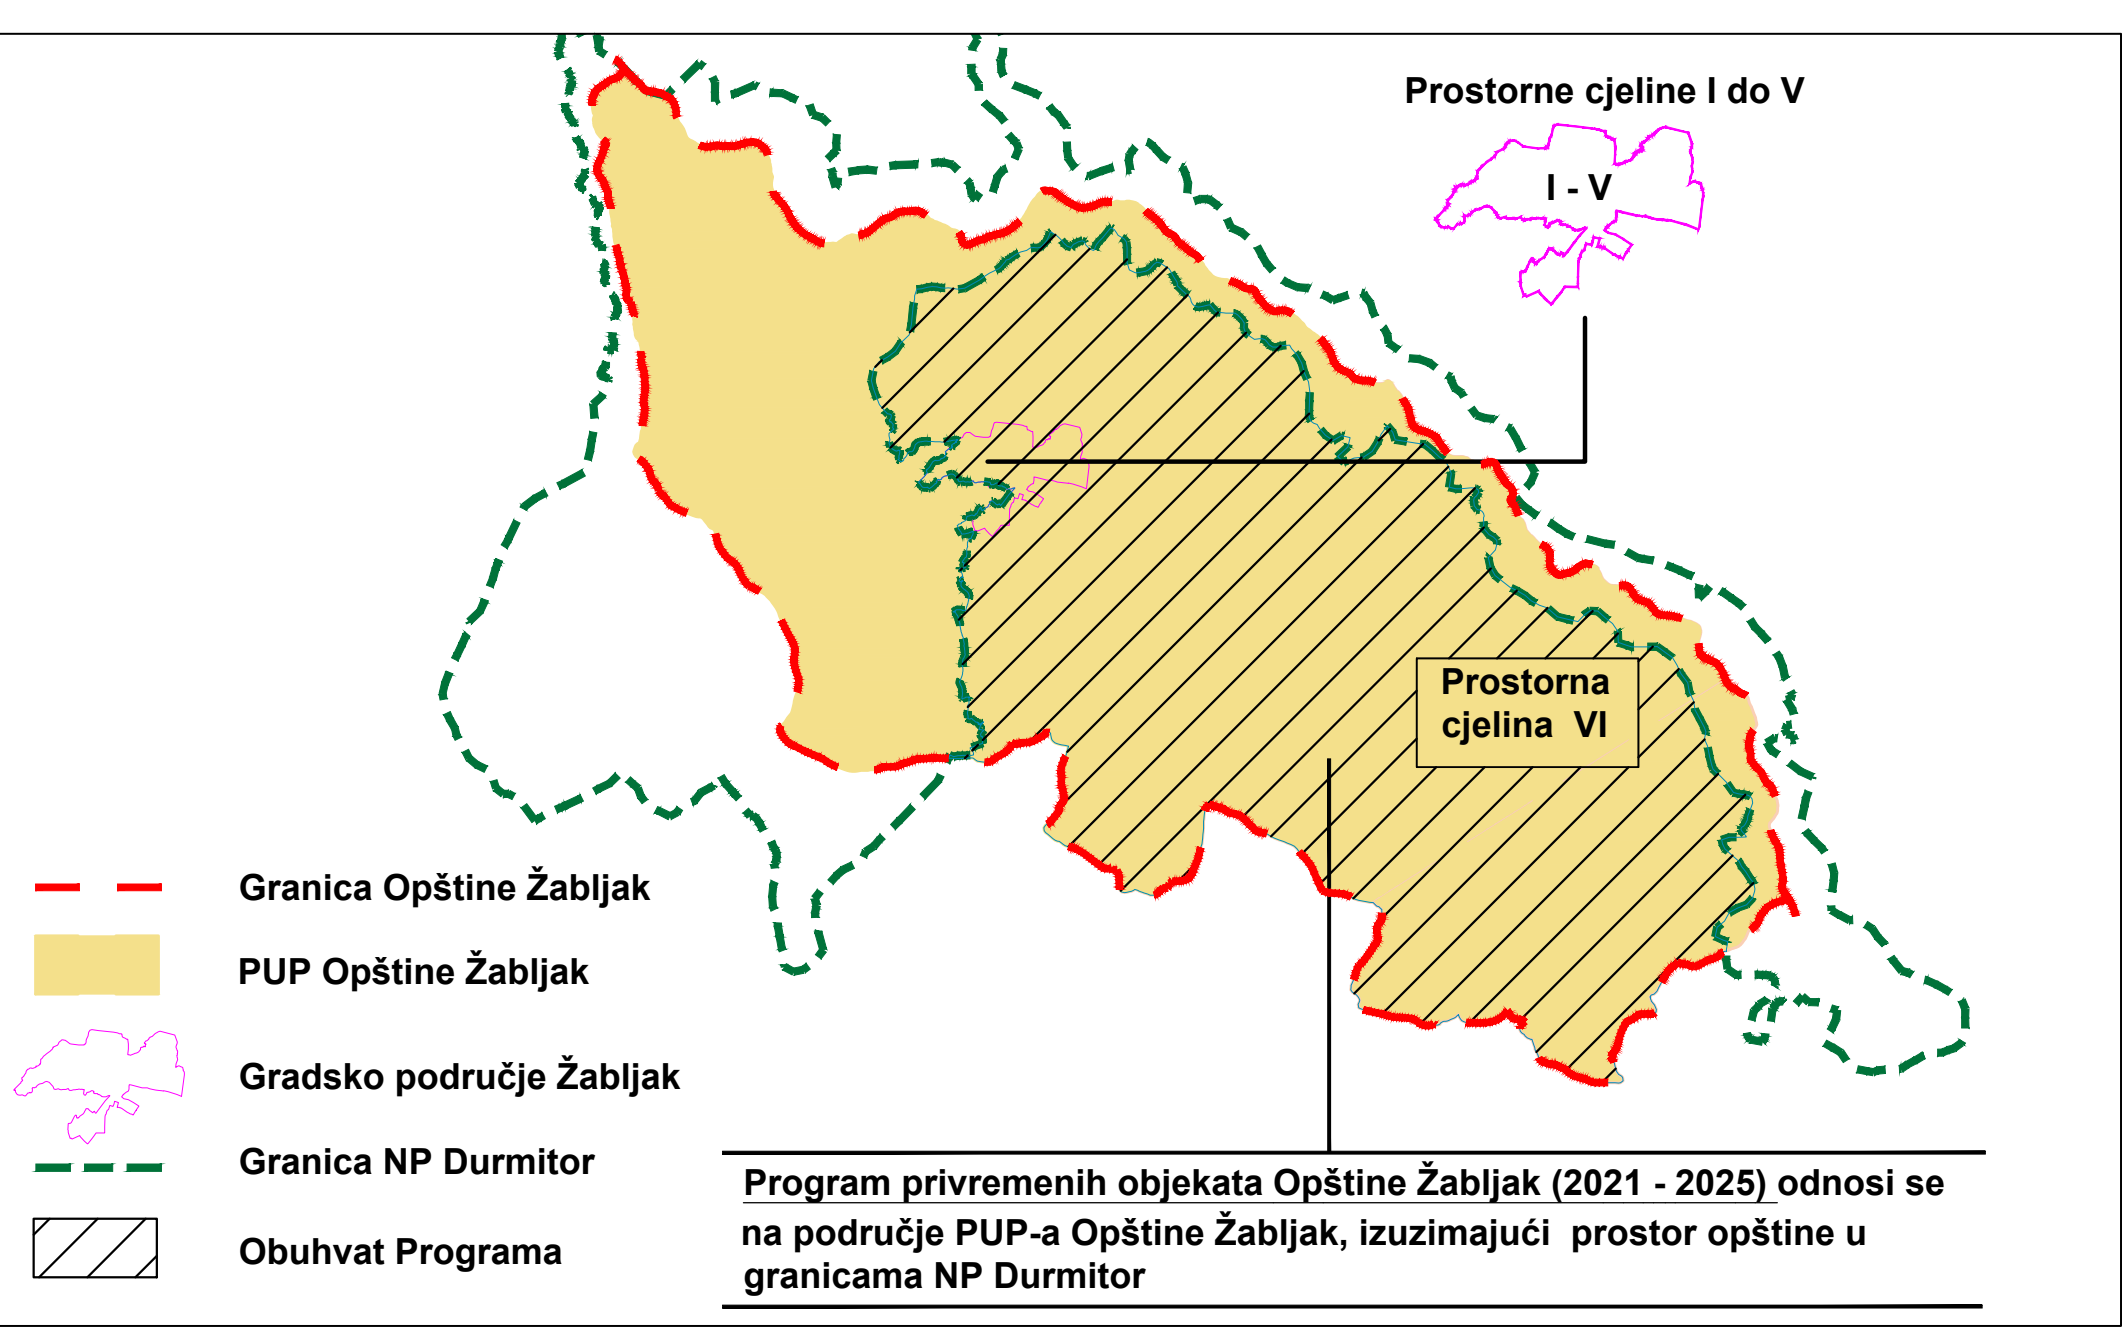 Prostorne cjeline I do V
I - V
Prostorna
cjelina VI
Granica Opštine Žabljak
PUP Opštine Žabljak
Gradsko područje Žabljak
Granica NP Durmitor
Obuhvat Programa
Program privremenih objekata Opštine Žabljak (2021 - 2025) odnosi se
na područje PUP-a Opštine Žabljak, izuzimajući prostor opštine u
granicama NP Durmitor